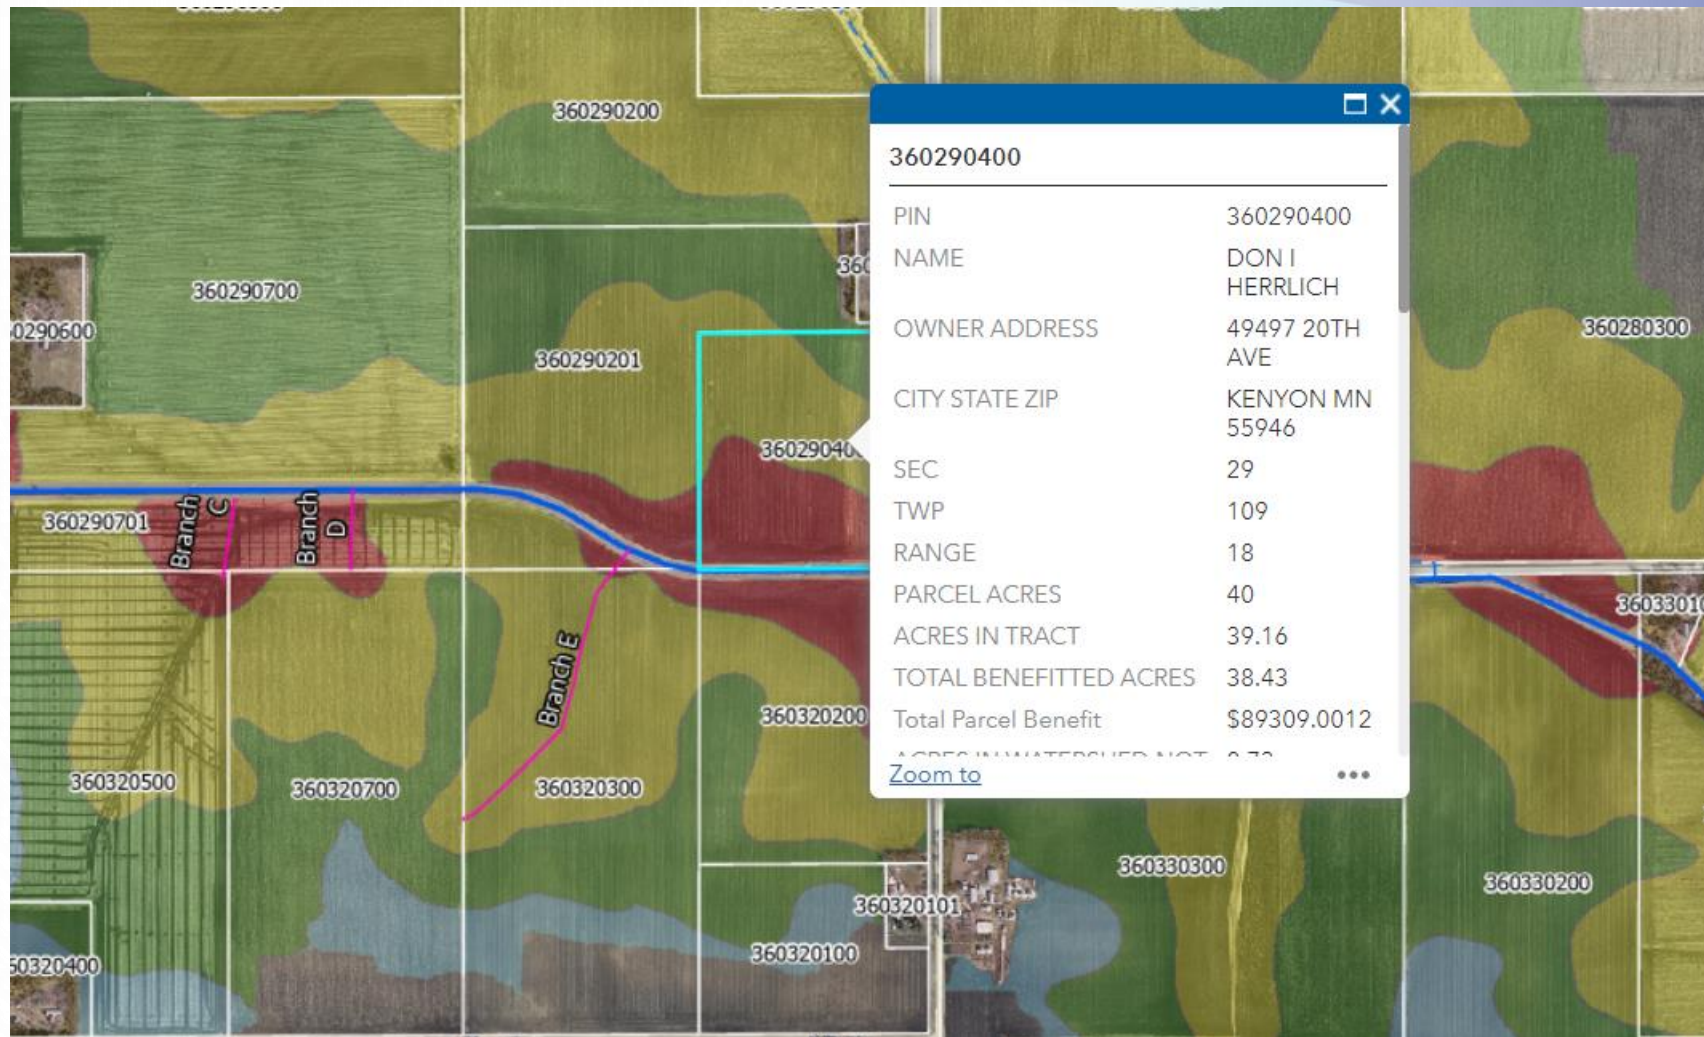 360290200
360290400
PIN 360290400
NAME DON I
HERRLICH
OWNER ADDRESS 49497 20TH
AVE
CITY STATE ZIP KENYON MN
55946
SEC 29
TWP 109
RANGE 18
PARCEL ACRES 40
ACRES IN TRACT 39.16
TOTAL BENEFITTED ACRES 38.43
Total Parcel Benefit $89309.0012
Zoom to
360290700
0290600
360290201
360280300
36029040
360290701
Branch
C
Branch
D
Branch E
36033010
360320200
360320500
360320700
360320300
360330300
360330200
360320101
360320100
60320400